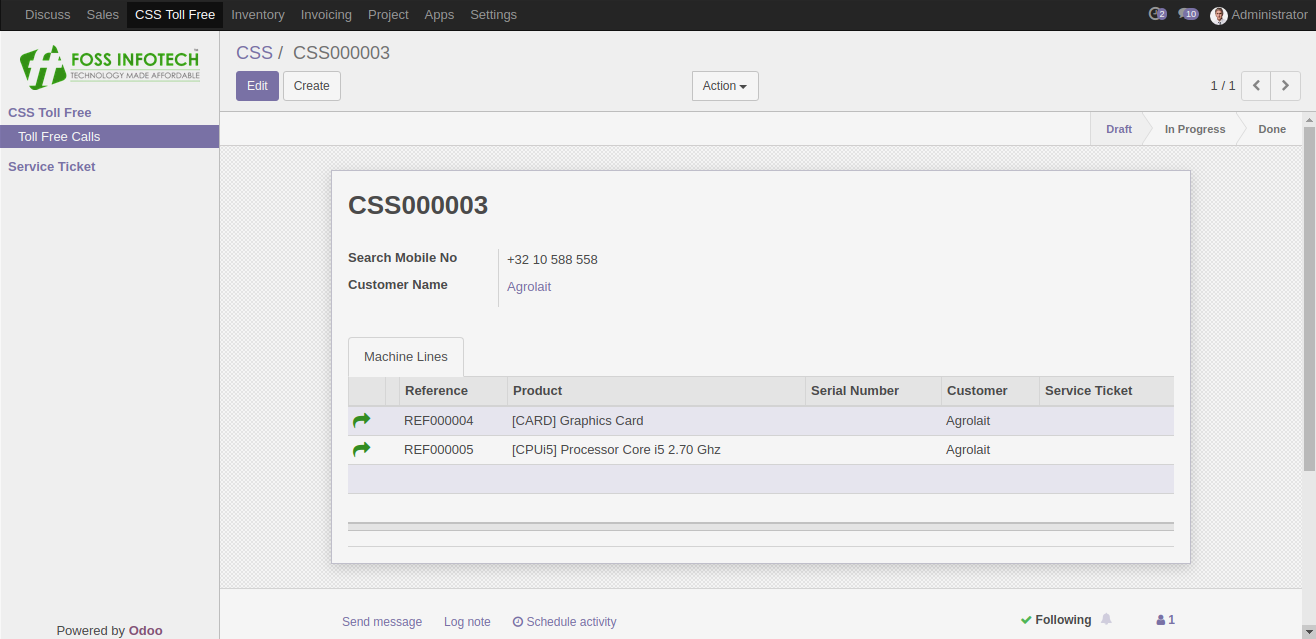 Discuss Sales CSS Toll Free Inventory Invoicing Project Apps Settings 2 10 Administrator
FOSS INFOTECH™
TECHNOLOGY MADE AFFORDABLE
CSS Toll Free
Toll Free Calls
Service Ticket
Powered by Odoo
CSS / CSS000003
Edit Create Action 1 / 1
Draft In Progress Done
CSS000003
Search Mobile No +32 10 588 558
Customer Name Agrolait
Machine Lines
Reference Product Serial Number Customer Service Ticket
REF000004 [CARD] Graphics Card Agrolait
REF000005 [CPUi5] Processor Core i5 2.70 Ghz Agrolait
Send message Log note Schedule activity Following 1